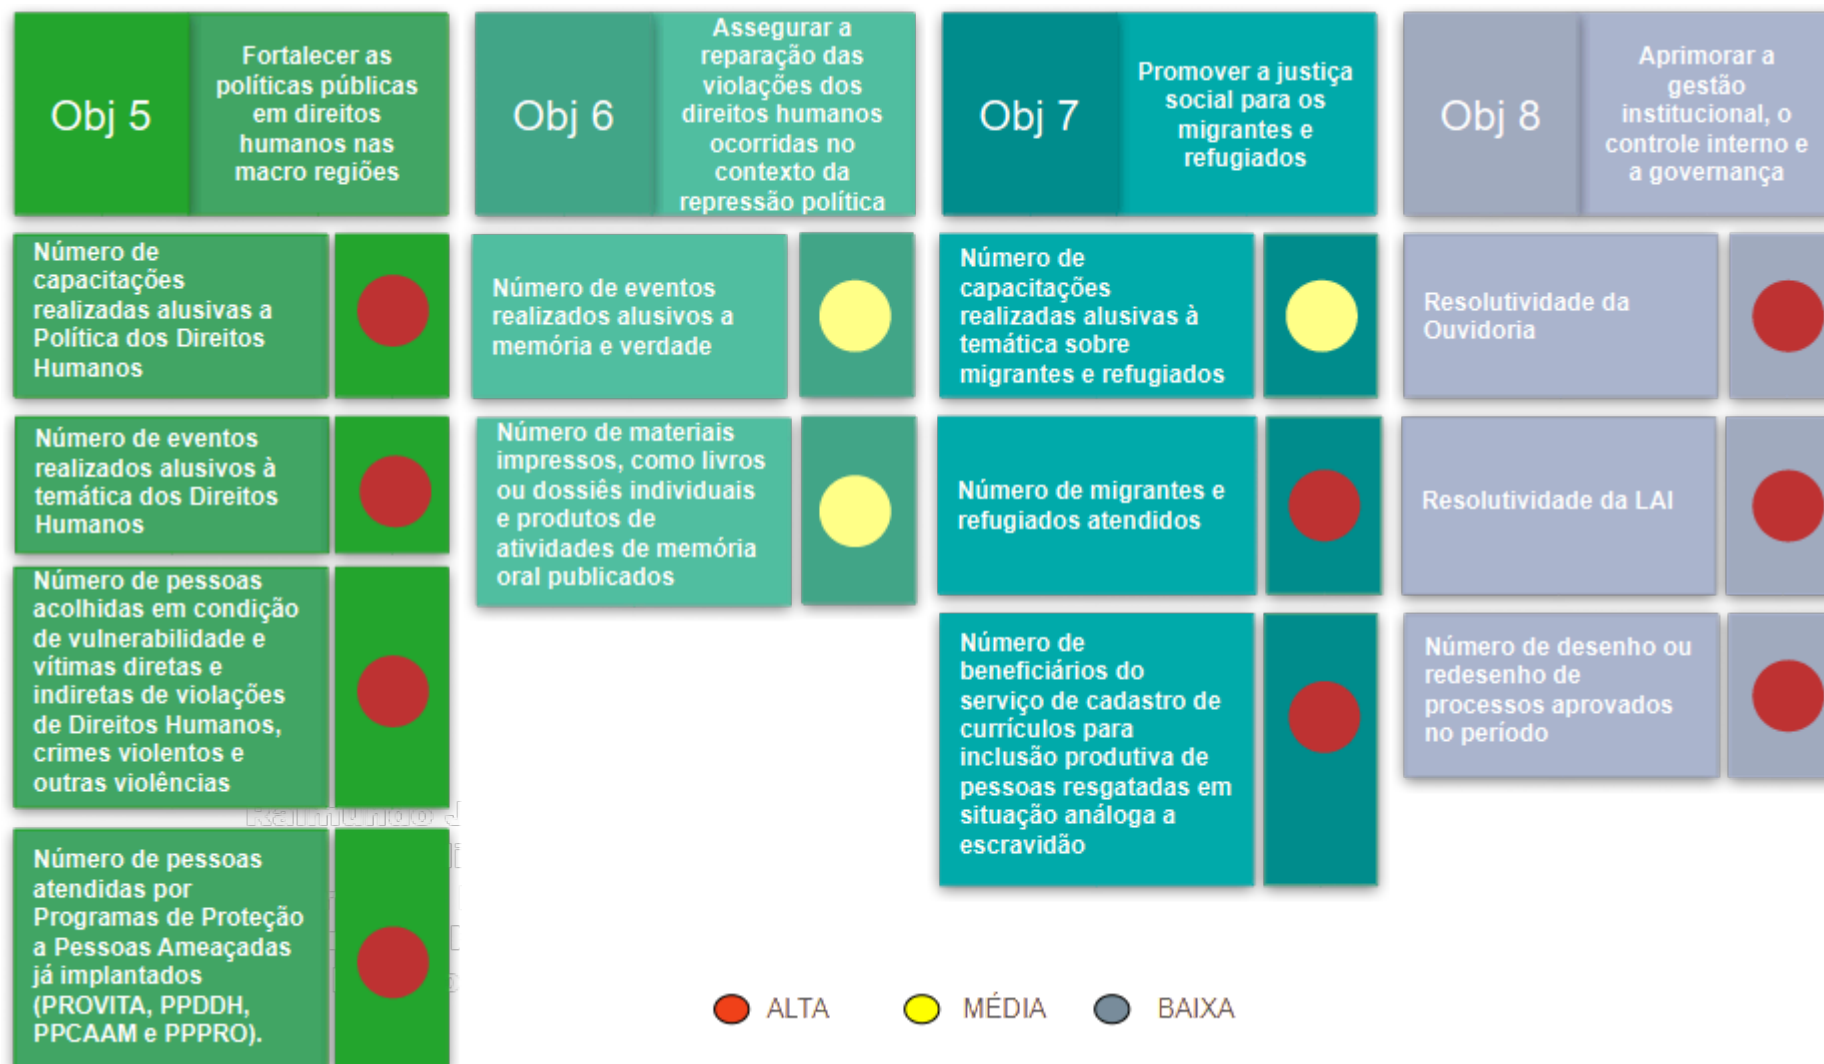 Obj 5
Fortalecer as
políticas públicas
em direitos
humanos nas
macro regiões
Número de
capacitações
realizadas alusivas a
Política dos Direitos
Humanos
Número de eventos
realizados alusivos à
temática dos Direitos
Humanos
Número de pessoas
acolhidas em condição
de vulnerabilidade e
vítimas diretas e
indiretas de violações
de Direitos Humanos,
crimes violentos e
outras violências
Raimundo J
Número de pessoas
atendidas por
Programas de Proteção
a Pessoas Ameaçadas
já implantados
(PROVITA, PPDDH,
PPCAAM e PPPRO).
Obj 6
Assegurar a
reparação das
violações dos
direitos humanos
ocorridas no
contexto da
repressão política
Número de eventos
realizados alusivos a
memória e verdade
Número de materiais
impressos, como livros
ou dossiês individuais
e produtos de
atividades de memória
oral publicados
Obj 7
Promover a justiça
social para os
migrantes e
refugiados
Número de
capacitações
realizadas alusivas à
temática sobre
migrantes e refugiados
Número de migrantes e
refugiados atendidos
Número de
beneficiários do
serviço de cadastro de
currículos para
inclusão produtiva de
pessoas resgatadas em
situação análoga a
escravidão
Obj 8
Aprimorar a
gestão
institucional, o
controle interno e
a governança
Resolutividade da
Ouvidoria
Resolutividade da LAI
Número de desenho ou
redesenho de
processos aprovados
no período
ALTA
MÉDIA
BAIXA